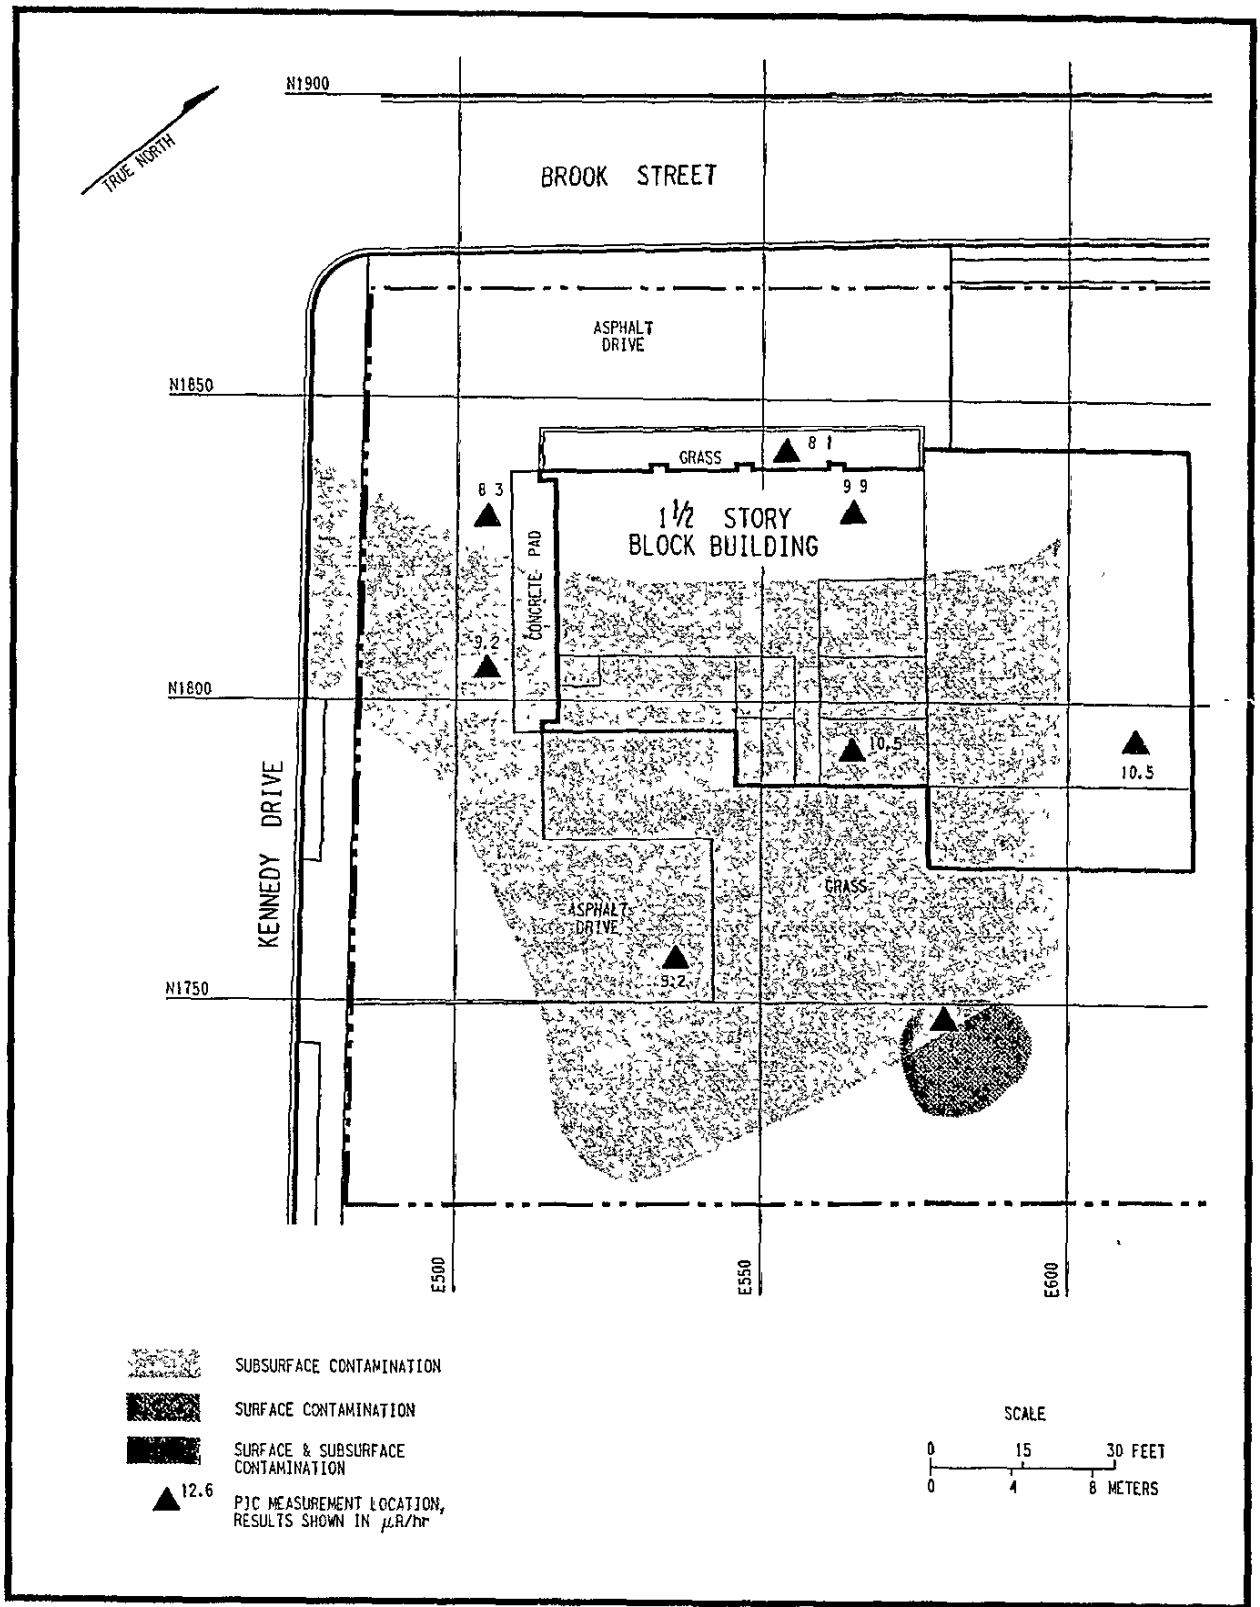 N1900
TRUE NORTH
BROOK STREET
ASPHALT
DRIVE
N1850
8 1
GRASS
8 3
9 9
1 1/2 STORY
BLOCK BUILDING
CONCRETE PAD
9.2
N1800
10.5
10.5
KENNEDY DRIVE
GRASS
ASPHALT
DRIVE
9.2
N1750
E500
E550
E600
SUBSURFACE CONTAMINATION
SURFACE CONTAMINATION
SURFACE & SUBSURFACE
CONTAMINATION
12.6
PIC MEASUREMENT LOCATION,
RESULTS SHOWN IN μR/hr
SCALE
0 15 30 FEET
0 4 8 METERS